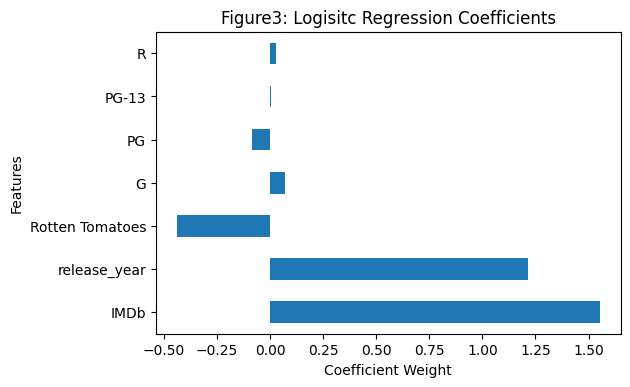 Figure3: Logisitc Regression Coefficients
R
PG-13
PG
G
Rotten Tomatoes
release_year
IMDb
Features
−0.50 −0.25 0.00 0.25 0.50 0.75 1.00 1.25 1.50
Coefficient Weight